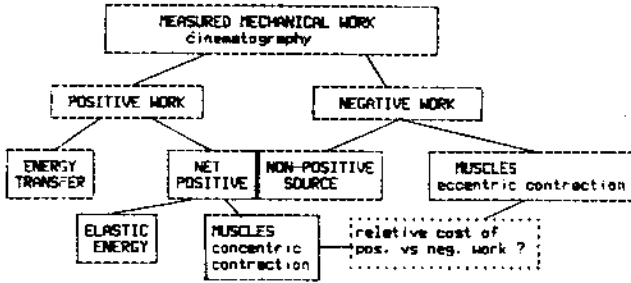 MEASURED MECHANICAL WORK
cinematography
POSITIVE WORK
NEGATIVE WORK
ENERGY
TRANSFER
NET
POSITIVE
NON-POSITIVE
SOURCE
MUSCLES
eccentric contraction
ELASTIC
ENERGY
MUSCLES
concentric
contraction
relative cost of
pos. vs neg. work ?